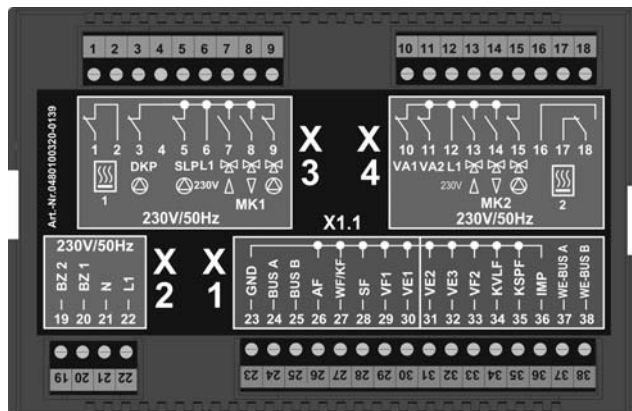 1 2 3 4 5 6 7 8 9
10 11 12 13 14 15 16 17 18
Art.-Nr.0480100320-0139
1 2 3 4 5 6 7 8 9
DKP SLP L1
230V
1
MK1
230V/50Hz
X
3
X
4
10 11 12 13 14 15 16 17 18
VA1 VA2 L1
230V
2
MK2
230V/50Hz
X1.1
230V/50Hz
19 BZ 2
20 BZ 1
21 N
22 L1
X
2
X
1
23 GND
24 BUS A
25 BUS B
26 AF
27 WF/KF
28 SF
29 VF1
30 VE1
31 VE2
32 VE3
33 VF2
34 KVLF
35 KSPF
36 IMP
37 WE-BUS A
38 WE-BUS B
19 20 21 22
23 24 25 26 27 28 29 30 31 32 33 34 35 36 37 38